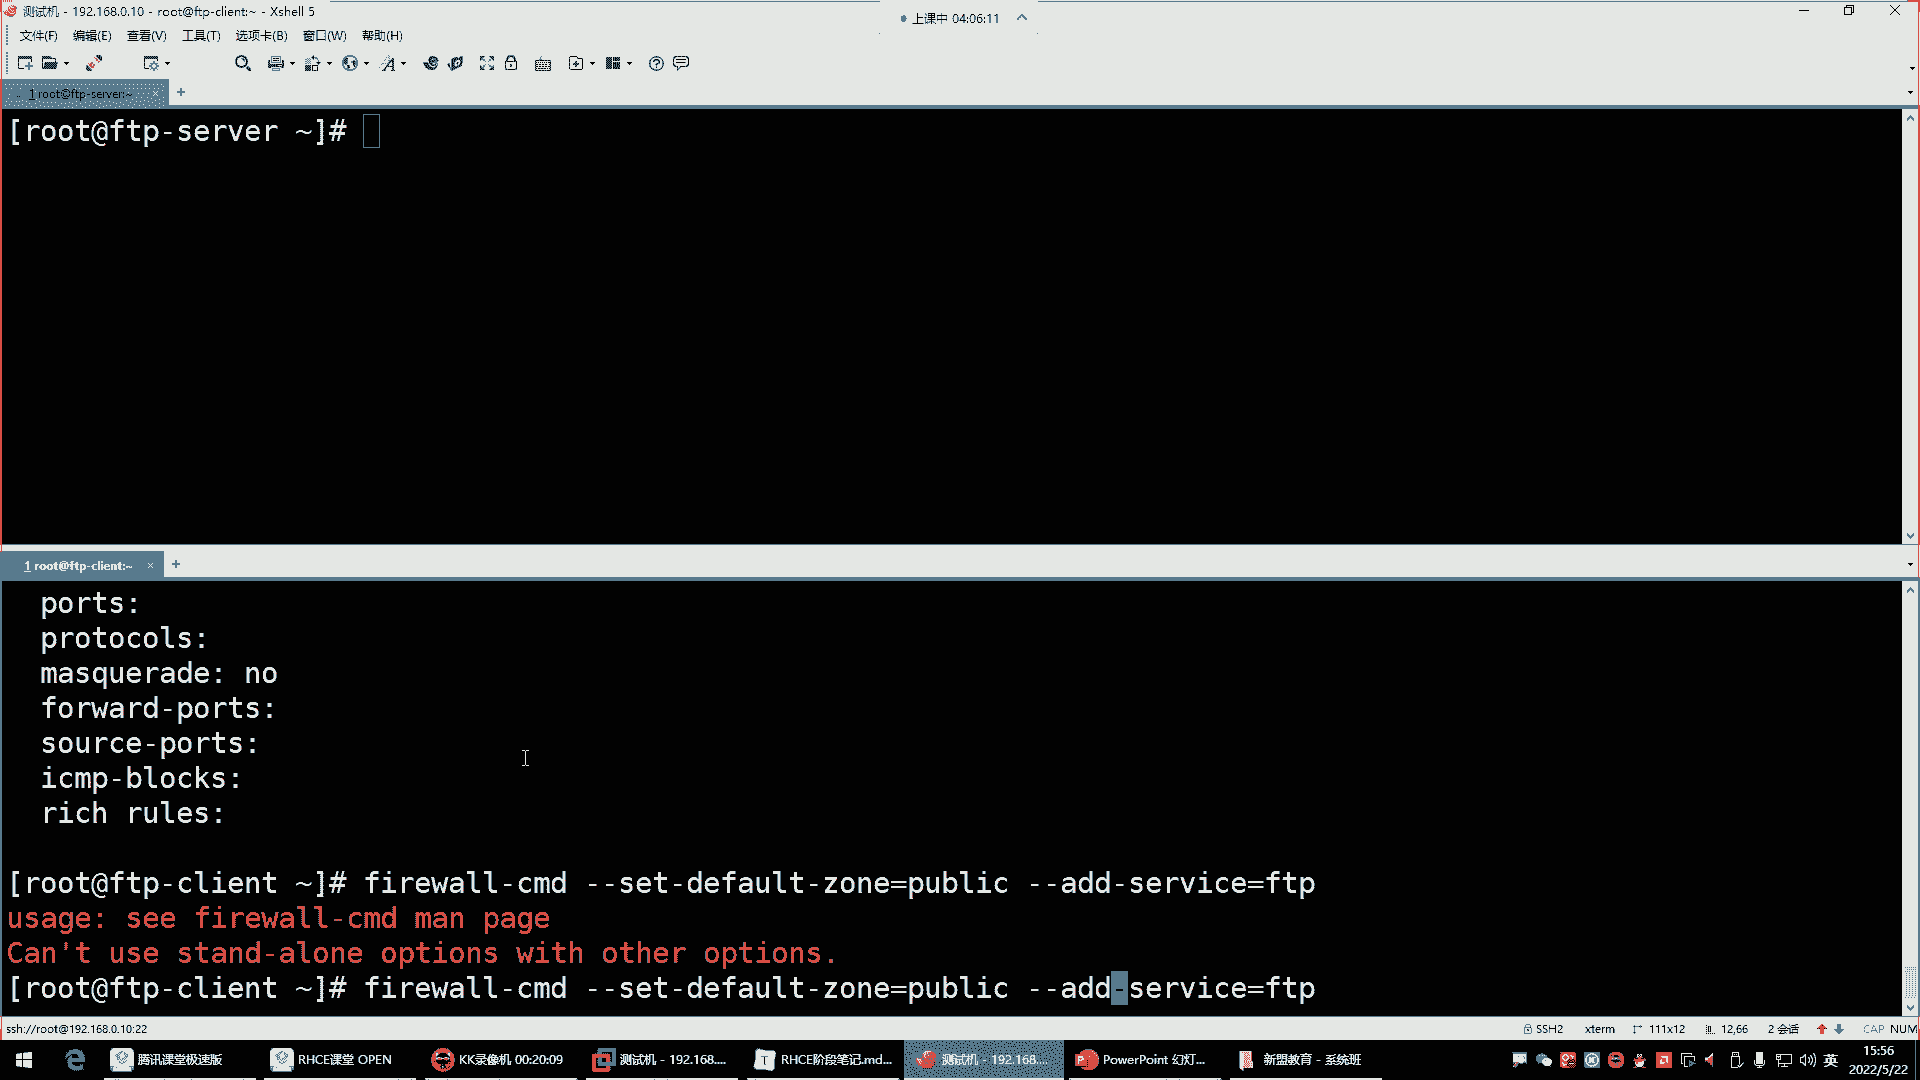 测试机 - 192.168.0.10 - root@ftp-client:~ - Xshell 5
上课中 04:06:11
文件(F) 编辑(E) 查看(V) 工具(T) 选项卡(B) 窗口(W) 帮助(H)
1 root@ftp-server:~
[root@ftp-server ~]#
1 root@ftp-client:~
ports:
protocols:
masquerade: no
forward-ports:
source-ports:
icmp-blocks:
rich rules:
[root@ftp-client ~]# firewall-cmd --set-default-zone=public --add-service=ftp
usage: see firewall-cmd man page
Can't use stand-alone options with other options.
[root@ftp-client ~]# firewall-cmd --set-default-zone=public --add-service=ftp
ssh://root@192.168.0.10:22 SSH2 xterm 111x12 12,66 2 会话 CAP NUM
腾讯课堂极速版 RHCE课堂 OPEN KK录像机 00:20:09 测试机 - 192.168.... RHCE阶段笔记.md... 测试机 - 192.168.... PowerPoint 幻灯... 新盟教育 - 系统班 英 15:56
2022/5/22